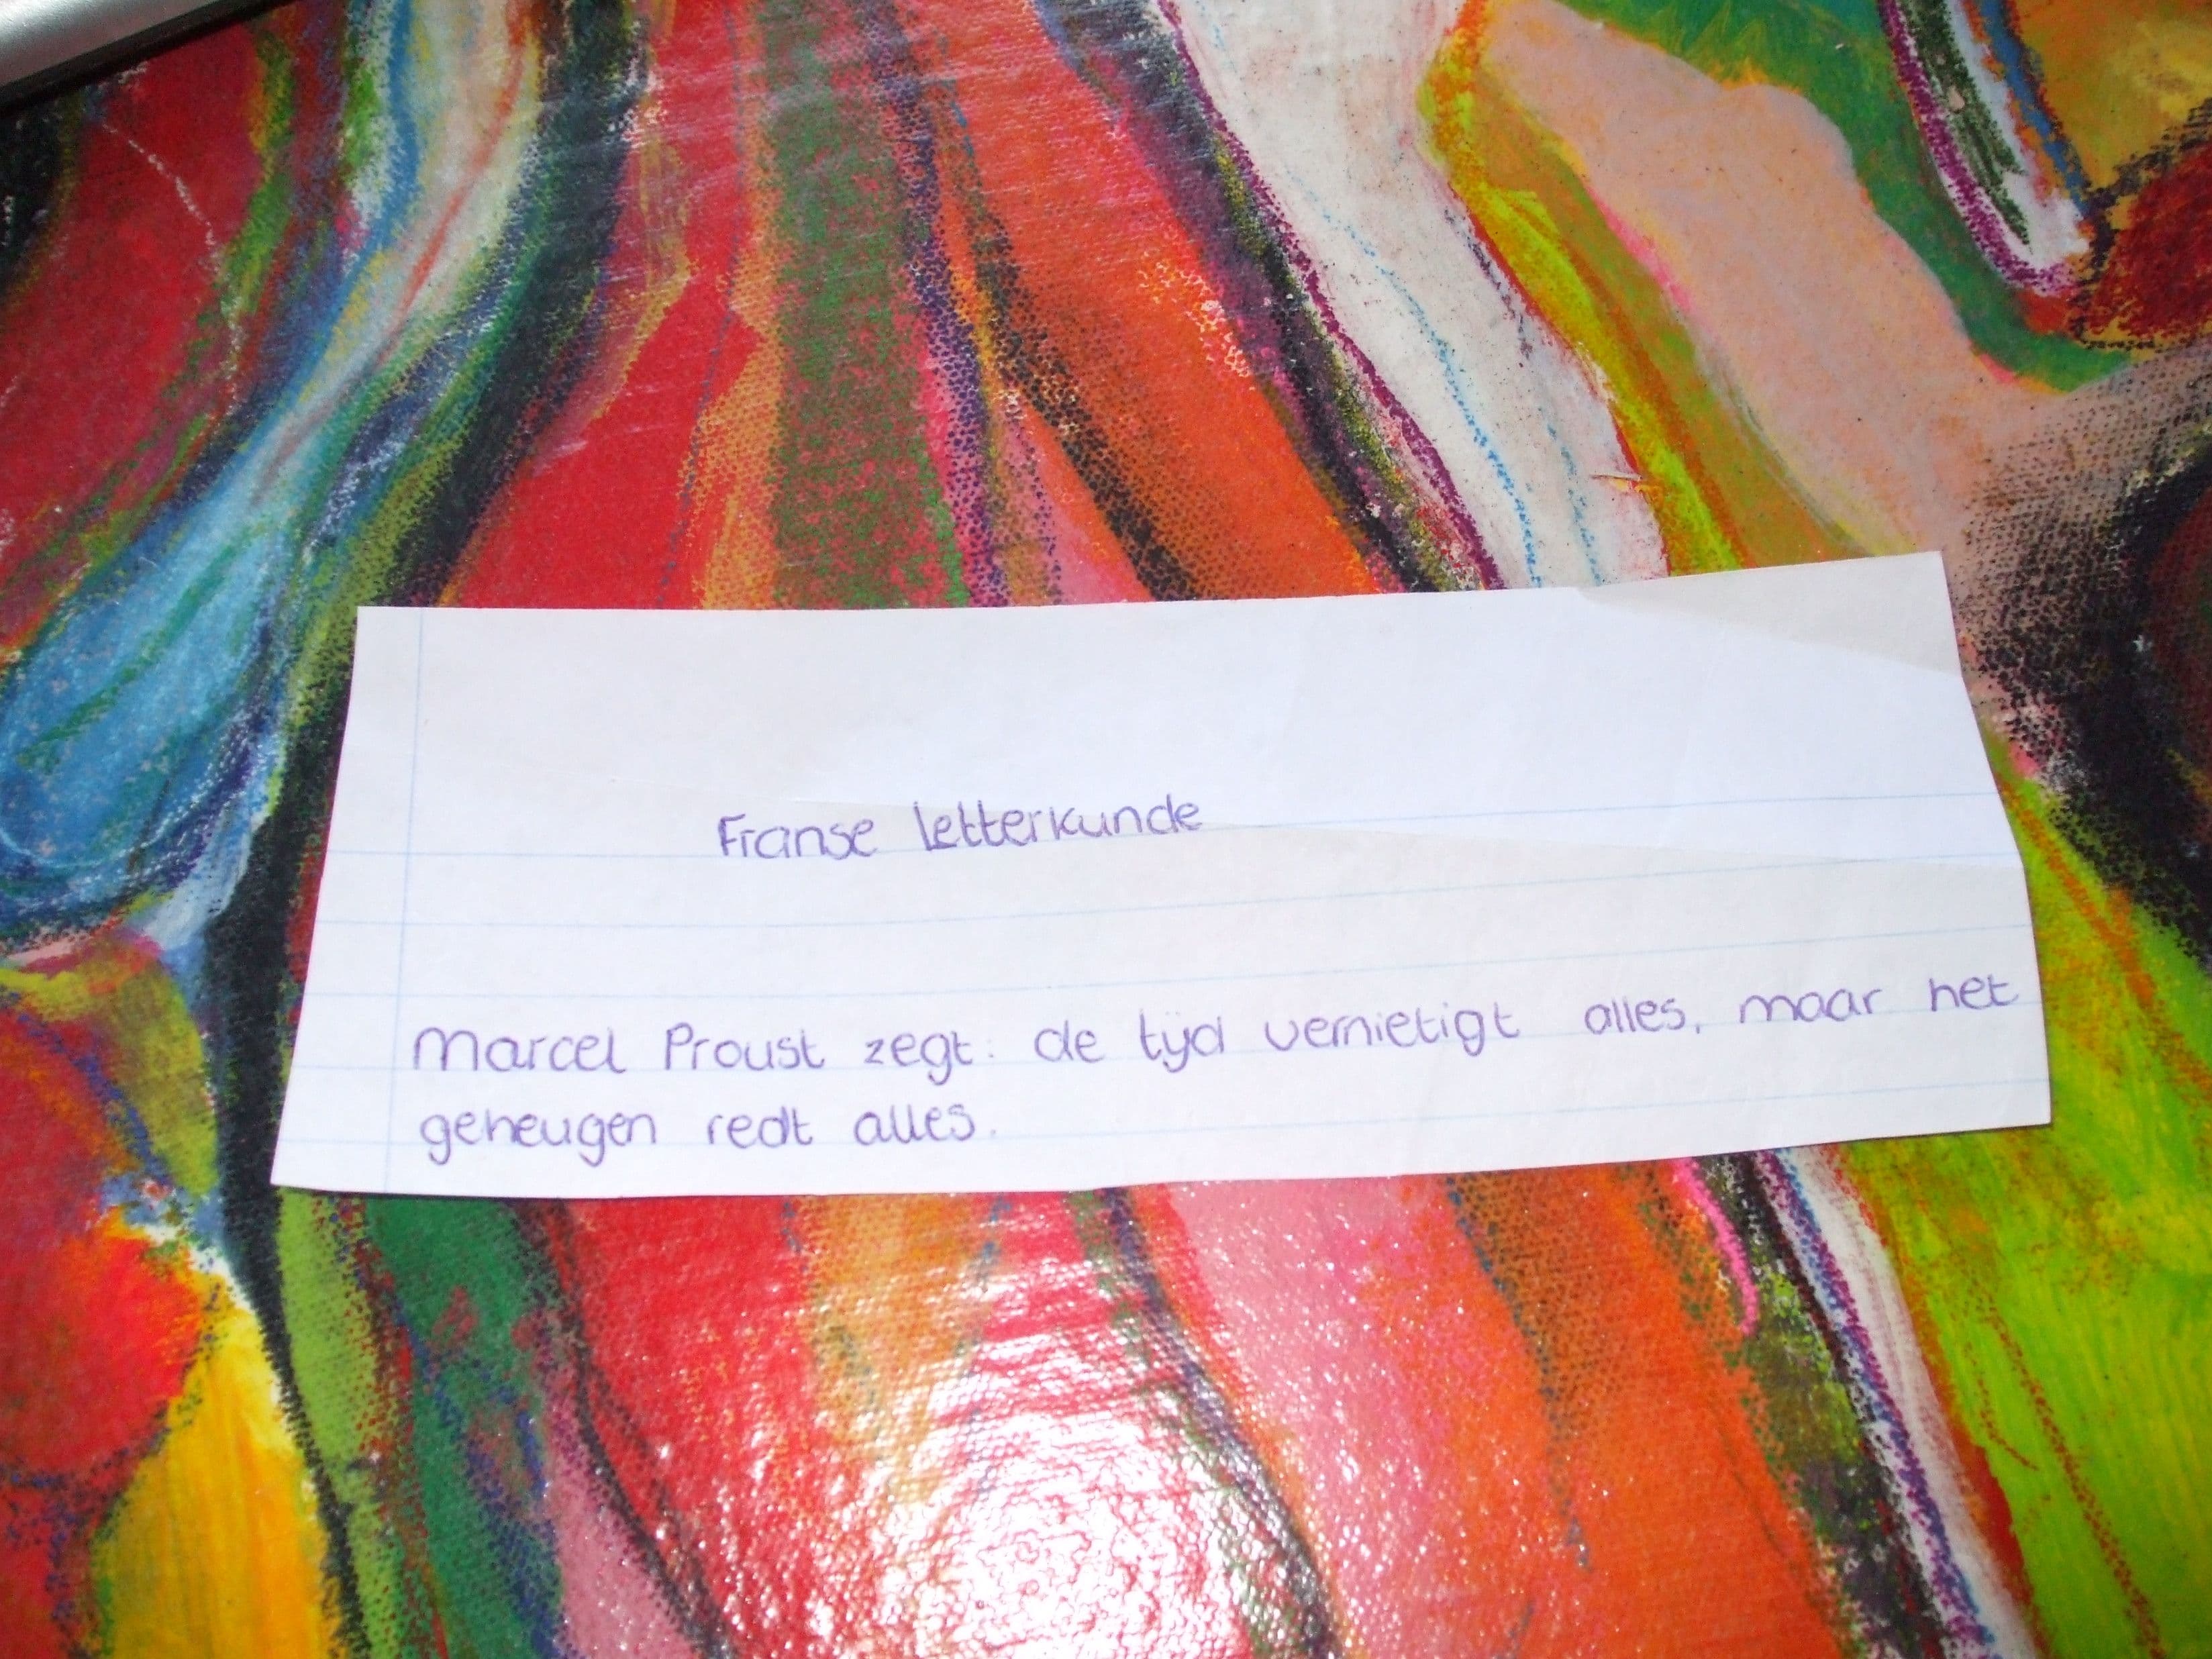 Franse letterkunde
Marcel Proust zegt: de tijd vernietigt alles, maar het
geheugen redt alles.